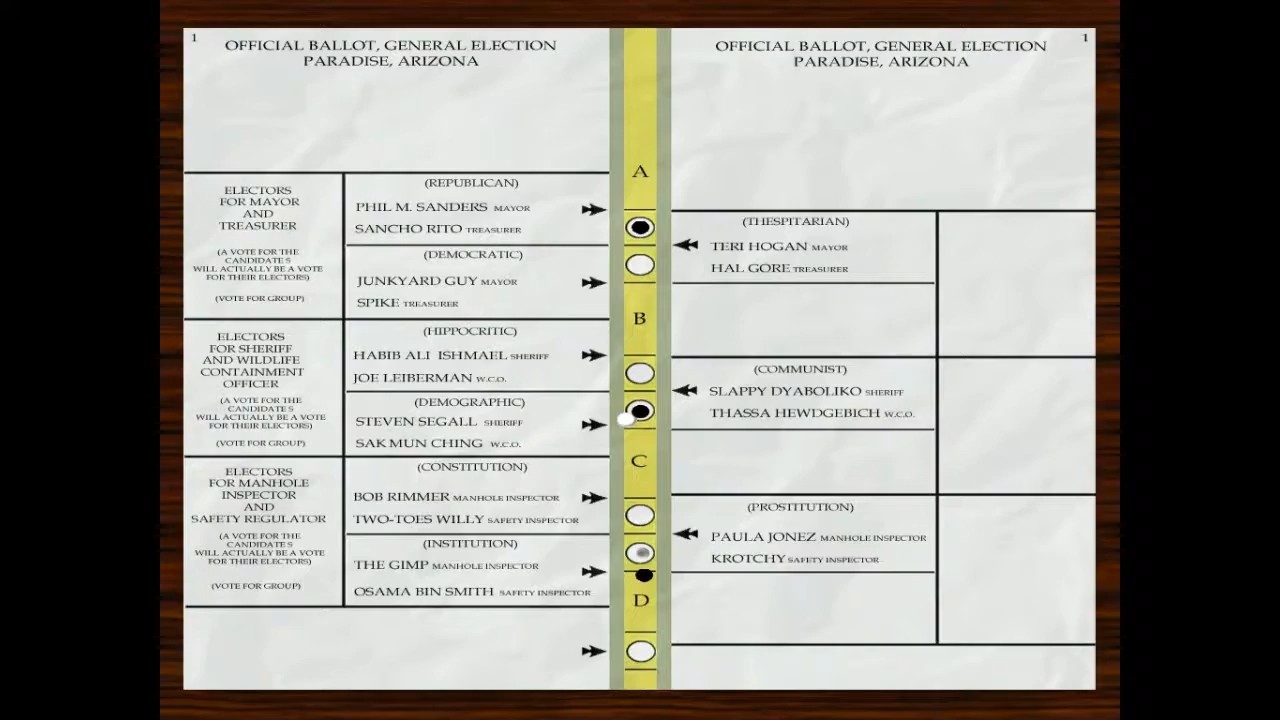 1
OFFICIAL BALLOT, GENERAL ELECTION
PARADISE, ARIZONA
ELECTORS
FOR MAYOR
AND
TREASURER
(A VOTE FOR THE
CANDIDATE S
WILL ACTUALLY BE A VOTE
FOR THEIR ELECTORS)
(VOTE FOR GROUP)
(REPUBLICAN)
PHIL M. SANDERS MAYOR
SANCHO RITO TREASURER
(DEMOCRATIC)
JUNKYARD GUY MAYOR
SPIKE TREASURER
ELECTORS
FOR SHERIFF
AND WILDLIFE
CONTAINMENT
OFFICER
(A VOTE FOR THE
CANDIDATE S
WILL ACTUALLY BE A VOTE
FOR THEIR ELECTORS)
(VOTE FOR GROUP)
(HIPPOCRITIC)
HABIB ALI ISHMAEL SHERIFF
JOE LEIBERMAN W.C.O.
(DEMOGRAPHIC)
STEVEN SEGALL SHERIFF
SAK MUN CHING W.C.O.
ELECTORS
FOR MANHOLE
INSPECTOR
AND
SAFETY REGULATOR
(A VOTE FOR THE
CANDIDATE S
WILL ACTUALLY BE A VOTE
FOR THEIR ELECTORS)
(VOTE FOR GROUP)
(CONSTITUTION)
BOB RIMMER MANHOLE INSPECTOR
TWO-TOES WILLY SAFETY INSPECTOR
(INSTITUTION)
THE GIMP MANHOLE INSPECTOR
OSAMA BIN SMITH SAFETY INSPECTOR
A
B
C
D
1
OFFICIAL BALLOT, GENERAL ELECTION
PARADISE, ARIZONA
(THESPITARIAN)
TERI HOGAN MAYOR
HAL GORE TREASURER
(COMMUNIST)
SLAPPY DYABOLIKO SHERIFF
THASSA HEWDGEBICH W.C.O.
(PROSTITUTION)
PAULA JONEZ MANHOLE INSPECTOR
KROTCHY SAFETY INSPECTOR